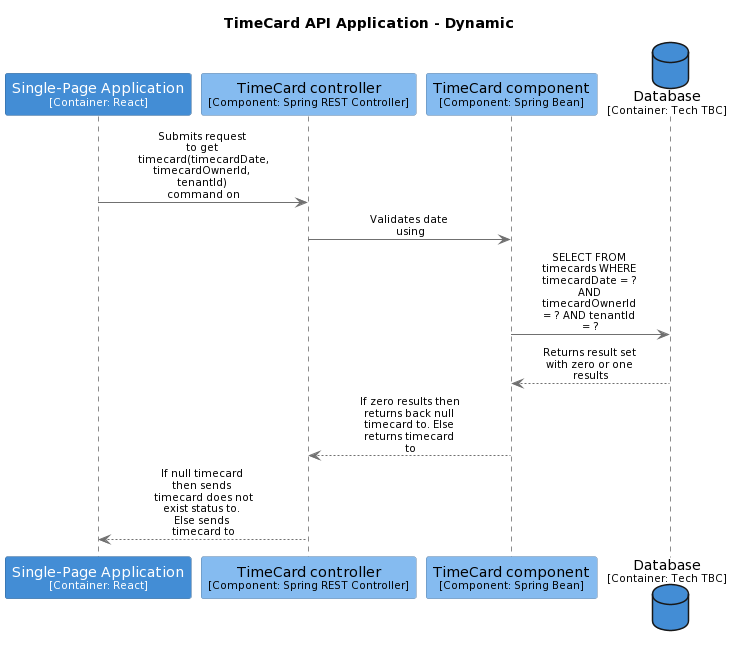 TimeCard API Application - Dynamic
Single-Page Application
[Container: React]
TimeCard controller
[Component: Spring REST Controller]
TimeCard component
[Component: Spring Bean]
Database
[Container: Tech TBC]
Submits request
to get
timecard(timecardDate,
timecardOwnerId,
tenantId)
command on
Validates date
using
SELECT FROM
timecards WHERE
timecardDate = ?
AND
timecardOwnerId
= ? AND tenantId
= ?
Returns result set
with zero or one
results
If zero results then
returns back null
timecard to. Else
returns timecard
to
If null timecard
then sends
timecard does not
exist status to.
Else sends
timecard to
Single-Page Application
[Container: React]
TimeCard controller
[Component: Spring REST Controller]
TimeCard component
[Component: Spring Bean]
Database
[Container: Tech TBC]